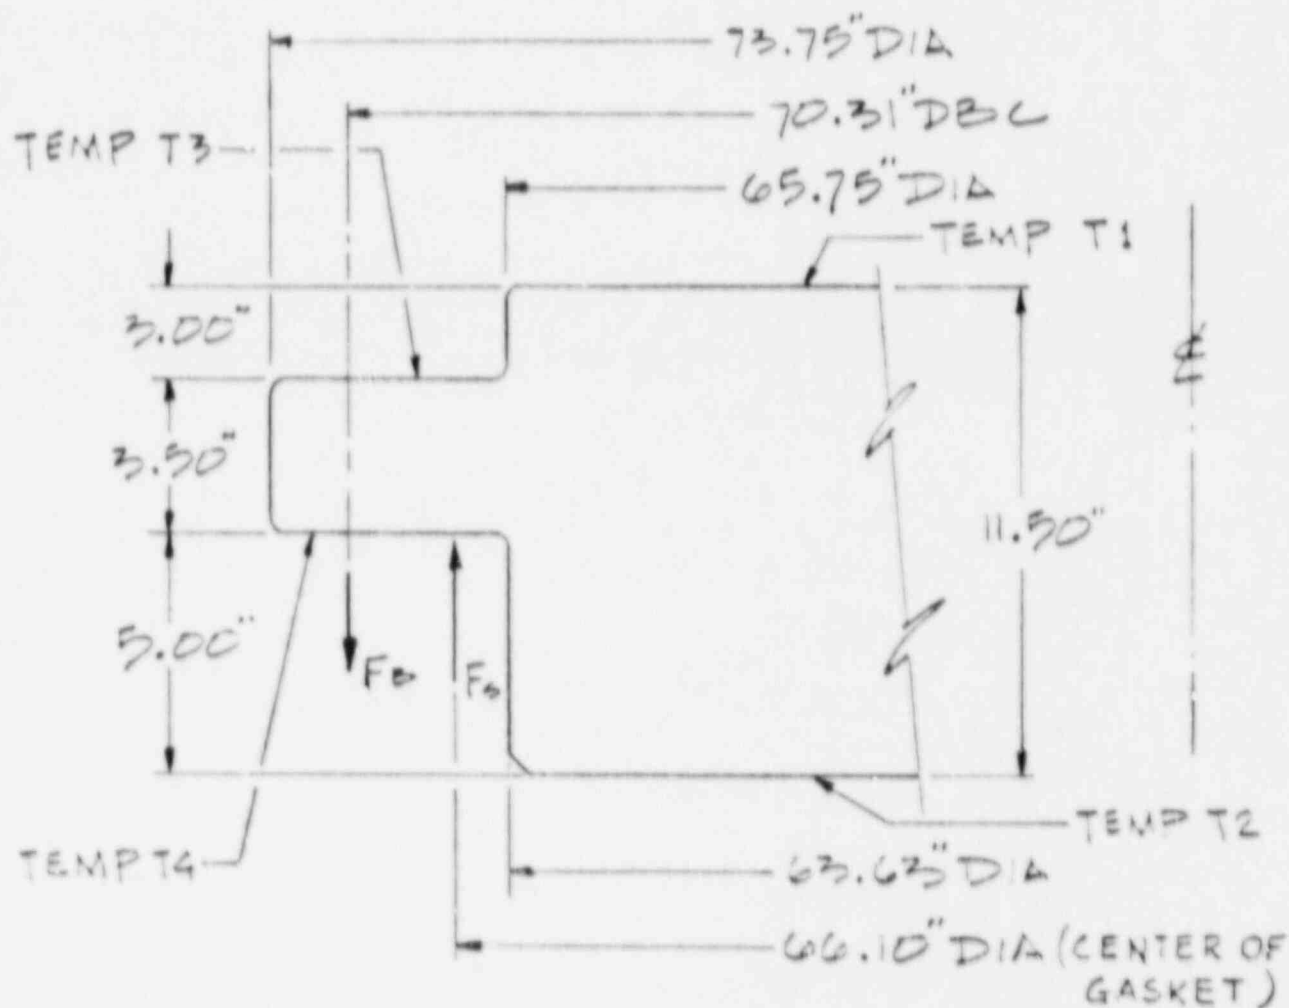 73.75" DIA
70.31" DBC
TEMP T3
65.75" DIA
TEMP T1
3.00"
3.50"
11.50"
5.00"
FB
FG
TEMP T2
TEMP T4
63.63" DIA
66.10" DIA (CENTER OF
GASKET)